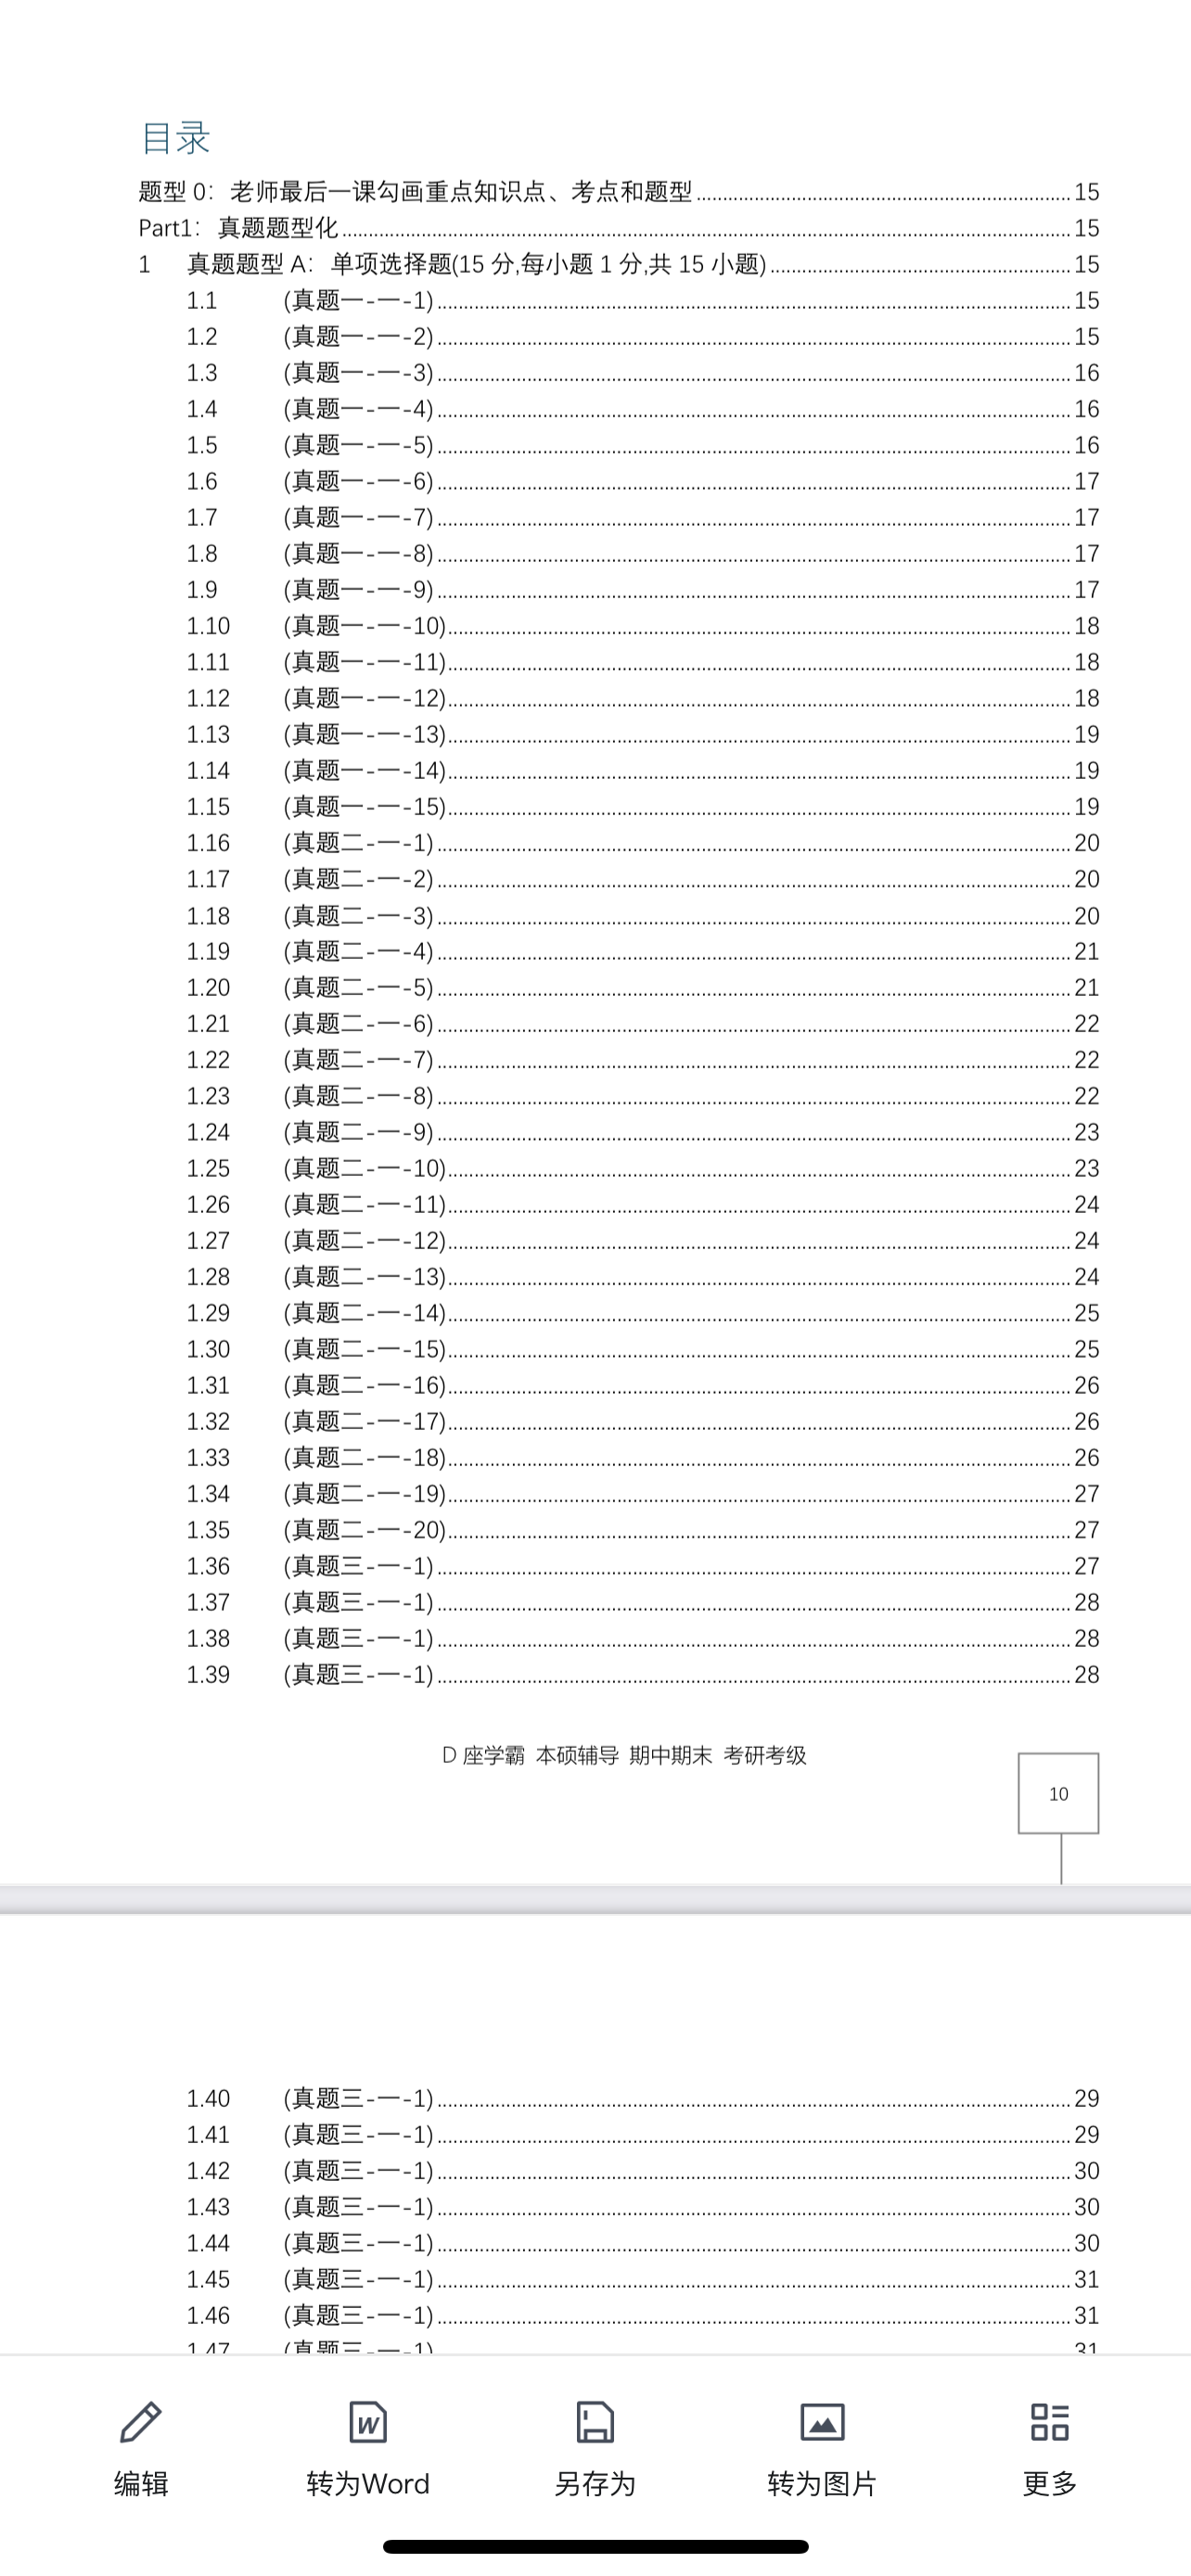 目录
题型 0：老师最后一课勾画重点知识点、考点和题型 15
Part1：真题题型化 15
1 真题题型 A：单项选择题(15 分,每小题 1 分,共 15 小题) 15
1.1 (真题一-一-1) 15
1.2 (真题一-一-2) 15
1.3 (真题一-一-3) 16
1.4 (真题一-一-4) 16
1.5 (真题一-一-5) 16
1.6 (真题一-一-6) 17
1.7 (真题一-一-7) 17
1.8 (真题一-一-8) 17
1.9 (真题一-一-9) 17
1.10 (真题一-一-10) 18
1.11 (真题一-一-11) 18
1.12 (真题一-一-12) 18
1.13 (真题一-一-13) 19
1.14 (真题一-一-14) 19
1.15 (真题一-一-15) 19
1.16 (真题二-一-1) 20
1.17 (真题二-一-2) 20
1.18 (真题二-一-3) 20
1.19 (真题二-一-4) 21
1.20 (真题二-一-5) 21
1.21 (真题二-一-6) 22
1.22 (真题二-一-7) 22
1.23 (真题二-一-8) 22
1.24 (真题二-一-9) 23
1.25 (真题二-一-10) 23
1.26 (真题二-一-11) 24
1.27 (真题二-一-12) 24
1.28 (真题二-一-13) 24
1.29 (真题二-一-14) 25
1.30 (真题二-一-15) 25
1.31 (真题二-一-16) 26
1.32 (真题二-一-17) 26
1.33 (真题二-一-18) 26
1.34 (真题二-一-19) 27
1.35 (真题二-一-20) 27
1.36 (真题三-一-1) 27
1.37 (真题三-一-1) 28
1.38 (真题三-一-1) 28
1.39 (真题三-一-1) 28
D 座学霸 本硕辅导 期中期末 考研考级
10
1.40 (真题三-一-1) 29
1.41 (真题三-一-1) 29
1.42 (真题三-一-1) 30
1.43 (真题三-一-1) 30
1.44 (真题三-一-1) 30
1.45 (真题三-一-1) 31
1.46 (真题三-一-1) 31
1.47 (真题三-一-1) 31
编辑 转为Word 另存为 转为图片 更多